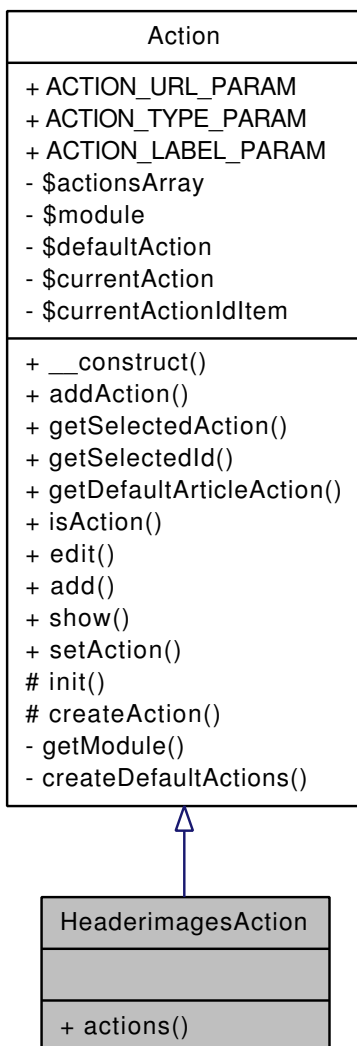 Action
+ ACTION_URL_PARAM
+ ACTION_TYPE_PARAM
+ ACTION_LABEL_PARAM
- $actionsArray
- $module
- $defaultAction
- $currentAction
- $currentActionIdItem
+ __construct()
+ addAction()
+ getSelectedAction()
+ getSelectedId()
+ getDefaultArticleAction()
+ isAction()
+ edit()
+ add()
+ show()
+ setAction()
# init()
# createAction()
- getModule()
- createDefaultActions()
HeaderimagesAction
+ actions()